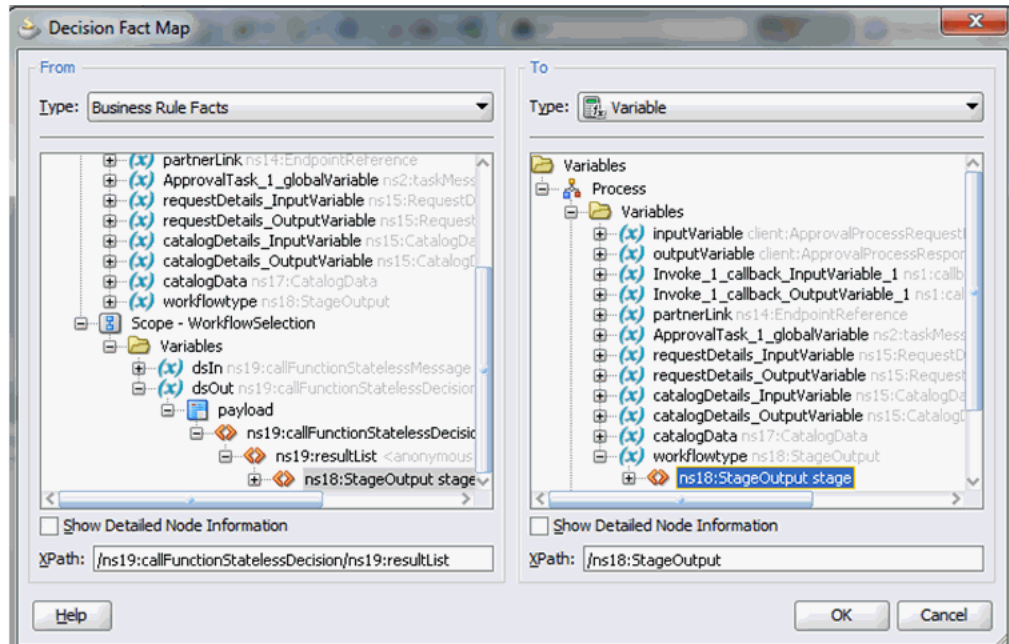 Decision Fact Map
From
Type: Business Rule Facts
partnerLink ns14:EndpointReference
ApprovalTask_1_globalVariable ns2:taskMess
requestDetails_InputVariable ns15:RequestD
requestDetails_OutputVariable ns15:Request
catalogDetails_InputVariable ns15:CatalogDa
catalogDetails_OutputVariable ns15:Catalog
catalogData ns17:CatalogData
workflowtype ns18:StageOutput
Scope - WorkflowSelection
Variables
dsIn ns19:callFunctionStatelessMessage
dsOut ns19:callFunctionStatelessDecision
payload
ns19:callFunctionStatelessDecisio
ns19:resultList <anonymous
ns18:StageOutput stage
Show Detailed Node Information
XPath: /ns19:callFunctionStatelessDecision/ns19:resultList
To
Type: Variable
Variables
Process
Variables
inputVariable client:ApprovalProcessRequest
outputVariable client:ApprovalProcessRespon
Invoke_1_callback_InputVariable_1 ns1:callb
Invoke_1_callback_OutputVariable_1 ns1:cal
partnerLink ns14:EndpointReference
ApprovalTask_1_globalVariable ns2:taskMess
requestDetails_InputVariable ns15:RequestD
requestDetails_OutputVariable ns15:Request
catalogDetails_InputVariable ns15:CatalogDa
catalogDetails_OutputVariable ns15:Catalog
catalogData ns17:CatalogData
workflowtype ns18:StageOutput
ns18:StageOutput stage
Show Detailed Node Information
XPath: /ns18:StageOutput
Help
OK
Cancel